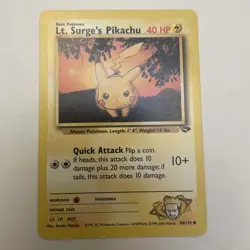 Basic Pokémon
Lt. Surge's Pikachu 40 HP
Mouse Pokémon. Length: 1' 4", Weight: 13 lbs.
Quick Attack Flip a coin.
If heads, this attack does 10
damage plus 20 more damage; if
tails, this attack does 10
damage.
10+
weakness
resistance
retreat cost